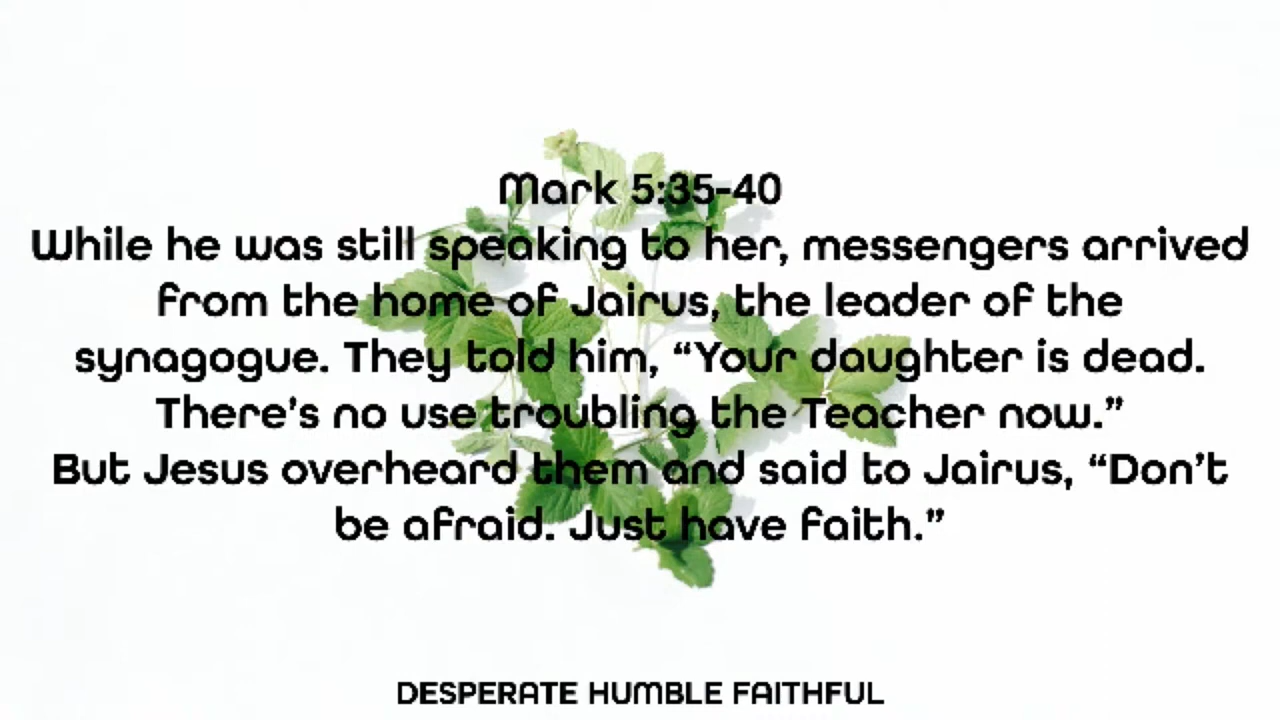 Mark 5:35-40
While he was still speaking to her, messengers arrived
from the home of Jairus, the leader of the
synagogue. They told him, “Your daughter is dead.
There’s no use troubling the Teacher now.”
But Jesus overheard them and said to Jairus, “Don’t
be afraid. Just have faith.”
DESPERATE HUMBLE FAITHFUL